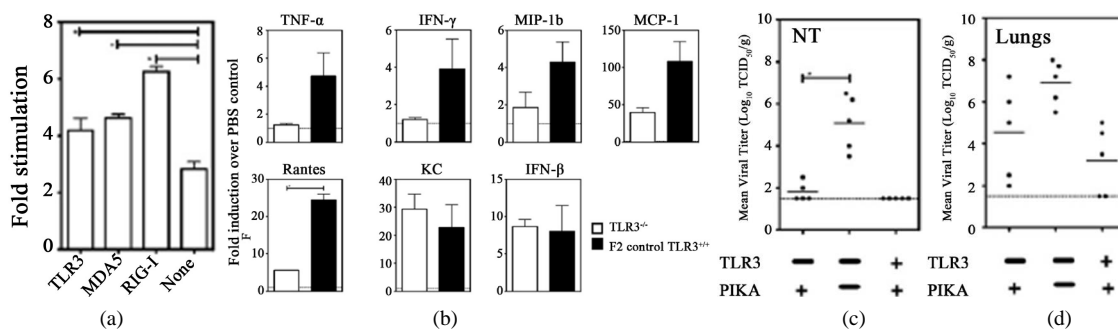 Fold stimulation
8
6
4
2
0
TLR3
MDA5
RIG-1
None
(a)
Fold induction over PBS control
F
TNF-α
8
6
4
2
0
IFN-γ
6
4
2
0
MIP-1b
6
4
2
0
MCP-1
150
100
50
0
Rantes
30
20
10
0
KC
40
30
20
10
0
IFN-β
15
10
5
0
TLR3-/-
F2 control TLR3+/+
(b)
Mean Viral Titer (Log10 TCID50/g)
NT
10
8
6
4
2
0
TLR3 − − +
PIKA + − +
(c)
Mean Viral Titer (Log10 TCID50/g)
Lungs
10
8
6
4
2
0
TLR3 − − +
PIKA + − +
(d)